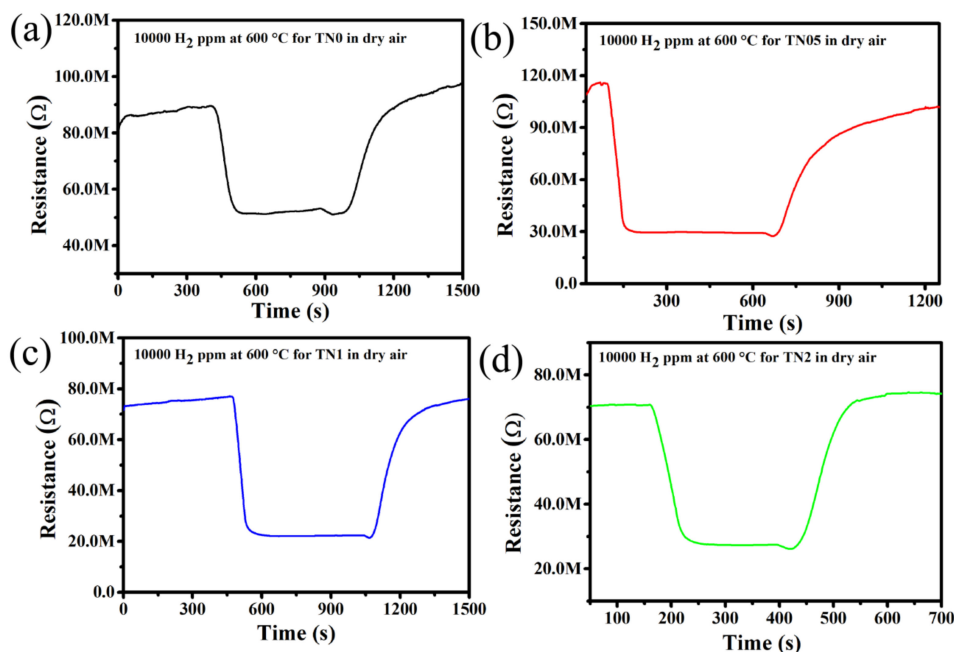 (a)
10000 H₂ ppm at 600 °C for TN0 in dry air
120.0M
100.0M
80.0M
60.0M
40.0M
Resistance (Ω)
0 300 600 900 1200 1500
Time (s)
(b)
10000 H₂ ppm at 600 °C for TN05 in dry air
150.0M
120.0M
90.0M
60.0M
30.0M
0.0
Resistance (Ω)
300 600 900 1200
Time (s)
(c)
10000 H₂ ppm at 600 °C for TN1 in dry air
100.0M
80.0M
60.0M
40.0M
20.0M
0.0
Resistance (Ω)
0 300 600 900 1200 1500
Time (s)
(d)
10000 H₂ ppm at 600 °C for TN2 in dry air
80.0M
60.0M
40.0M
20.0M
Resistance (Ω)
100 200 300 400 500 600 700
Time (s)